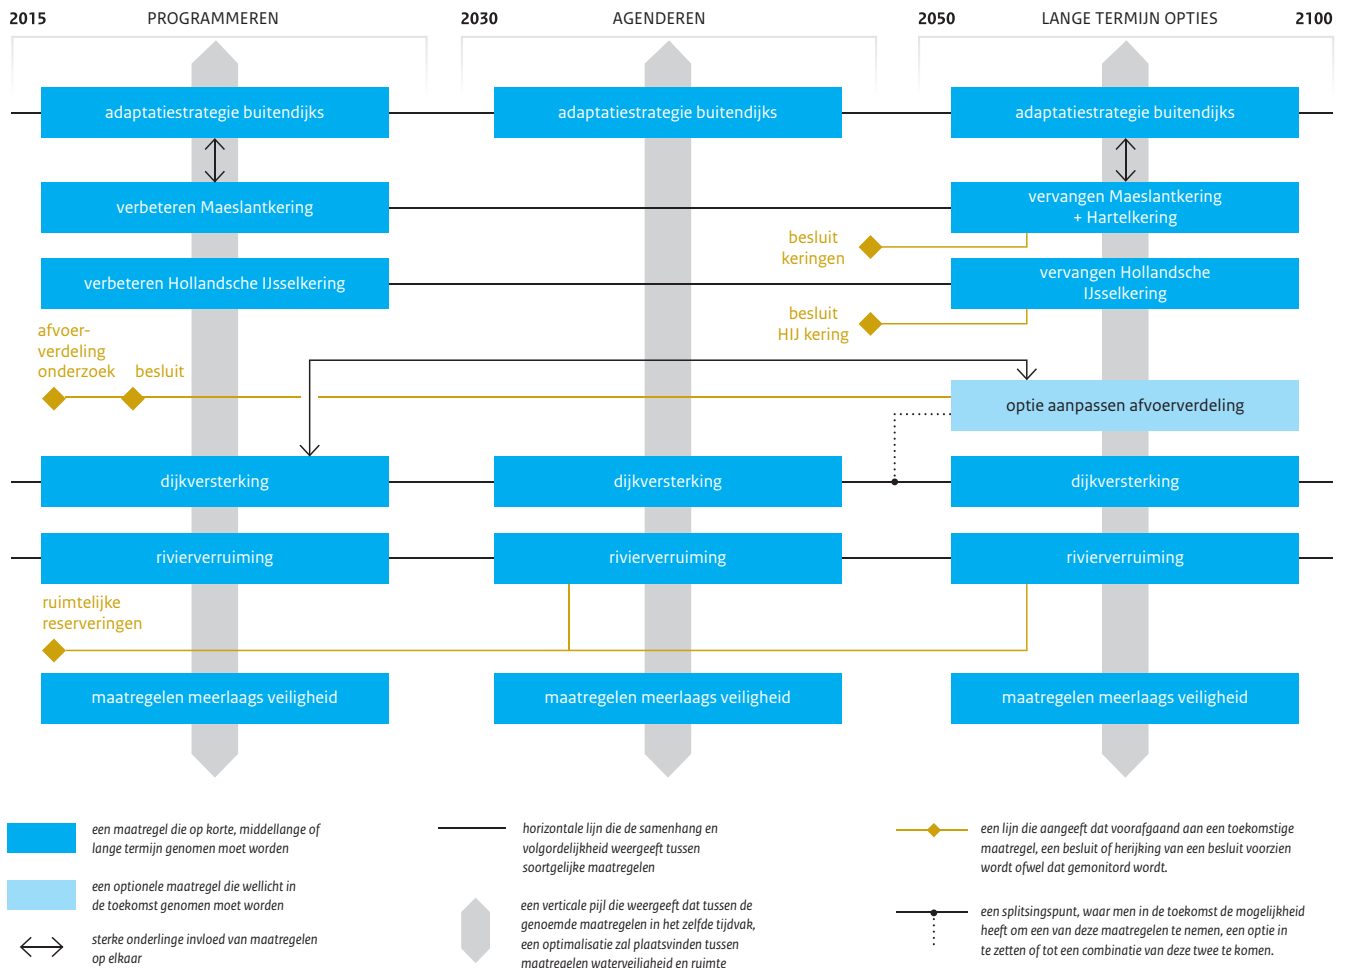 2015 PROGRAMMEREN 2030 AGENDEREN 2050 LANGE TERMIJN OPTIES 2100
adaptatiestrategie buitendijks
adaptatiestrategie buitendijks
adaptatiestrategie buitendijks
verbeteren Maeslantkering
vervangen Maeslantkering
+ Hartelkering
besluit
keringen
verbeteren Hollandsche IJsselkering
vervangen Hollandsche
IJsselkering
besluit
HIJ kering
afvoer-
verdeling
onderzoek
besluit
optie aanpassen afvoerverdeling
dijkversterking
dijkversterking
dijkversterking
rivierverruiming
rivierverruiming
rivierverruiming
ruimtelijke
reserveringen
maatregelen meerlaags veiligheid
maatregelen meerlaags veiligheid
maatregelen meerlaags veiligheid
een maatregel die op korte, middellange of
lange termijn genomen moet worden
een optionele maatregel die wellicht in
de toekomst genomen moet worden
sterke onderlinge invloed van maatregelen
op elkaar
horizontale lijn die de samenhang en
volgordelijkheid weergeeft tussen
soortgelijke maatregelen
een verticale pijl die weergeeft dat tussen de
genoemde maatregelen in het zelfde tijdvak,
een optimalisatie zal plaatsvinden tussen
maatregelen waterveiligheid en ruimte
een lijn die aangeeft dat voorafgaand aan een toekomstige
maatregel, een besluit of herijking van een besluit voorzien
wordt ofwel dat gemonitord wordt.
een splitsingspunt, waar men in de toekomst de mogelijkheid
heeft om een van deze maatregelen te nemen, een optie in
te zetten of tot een combinatie van deze twee te komen.